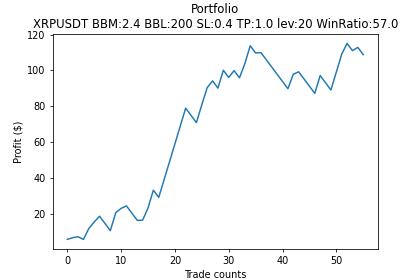 Portfolio
XRPUSDT BBM:2.4 BBL:200 SL:0.4 TP:1.0 lev:20 WinRatio:57.0
120
100
80
60
40
20
Profit ($)
0 10 20 30 40 50
Trade counts